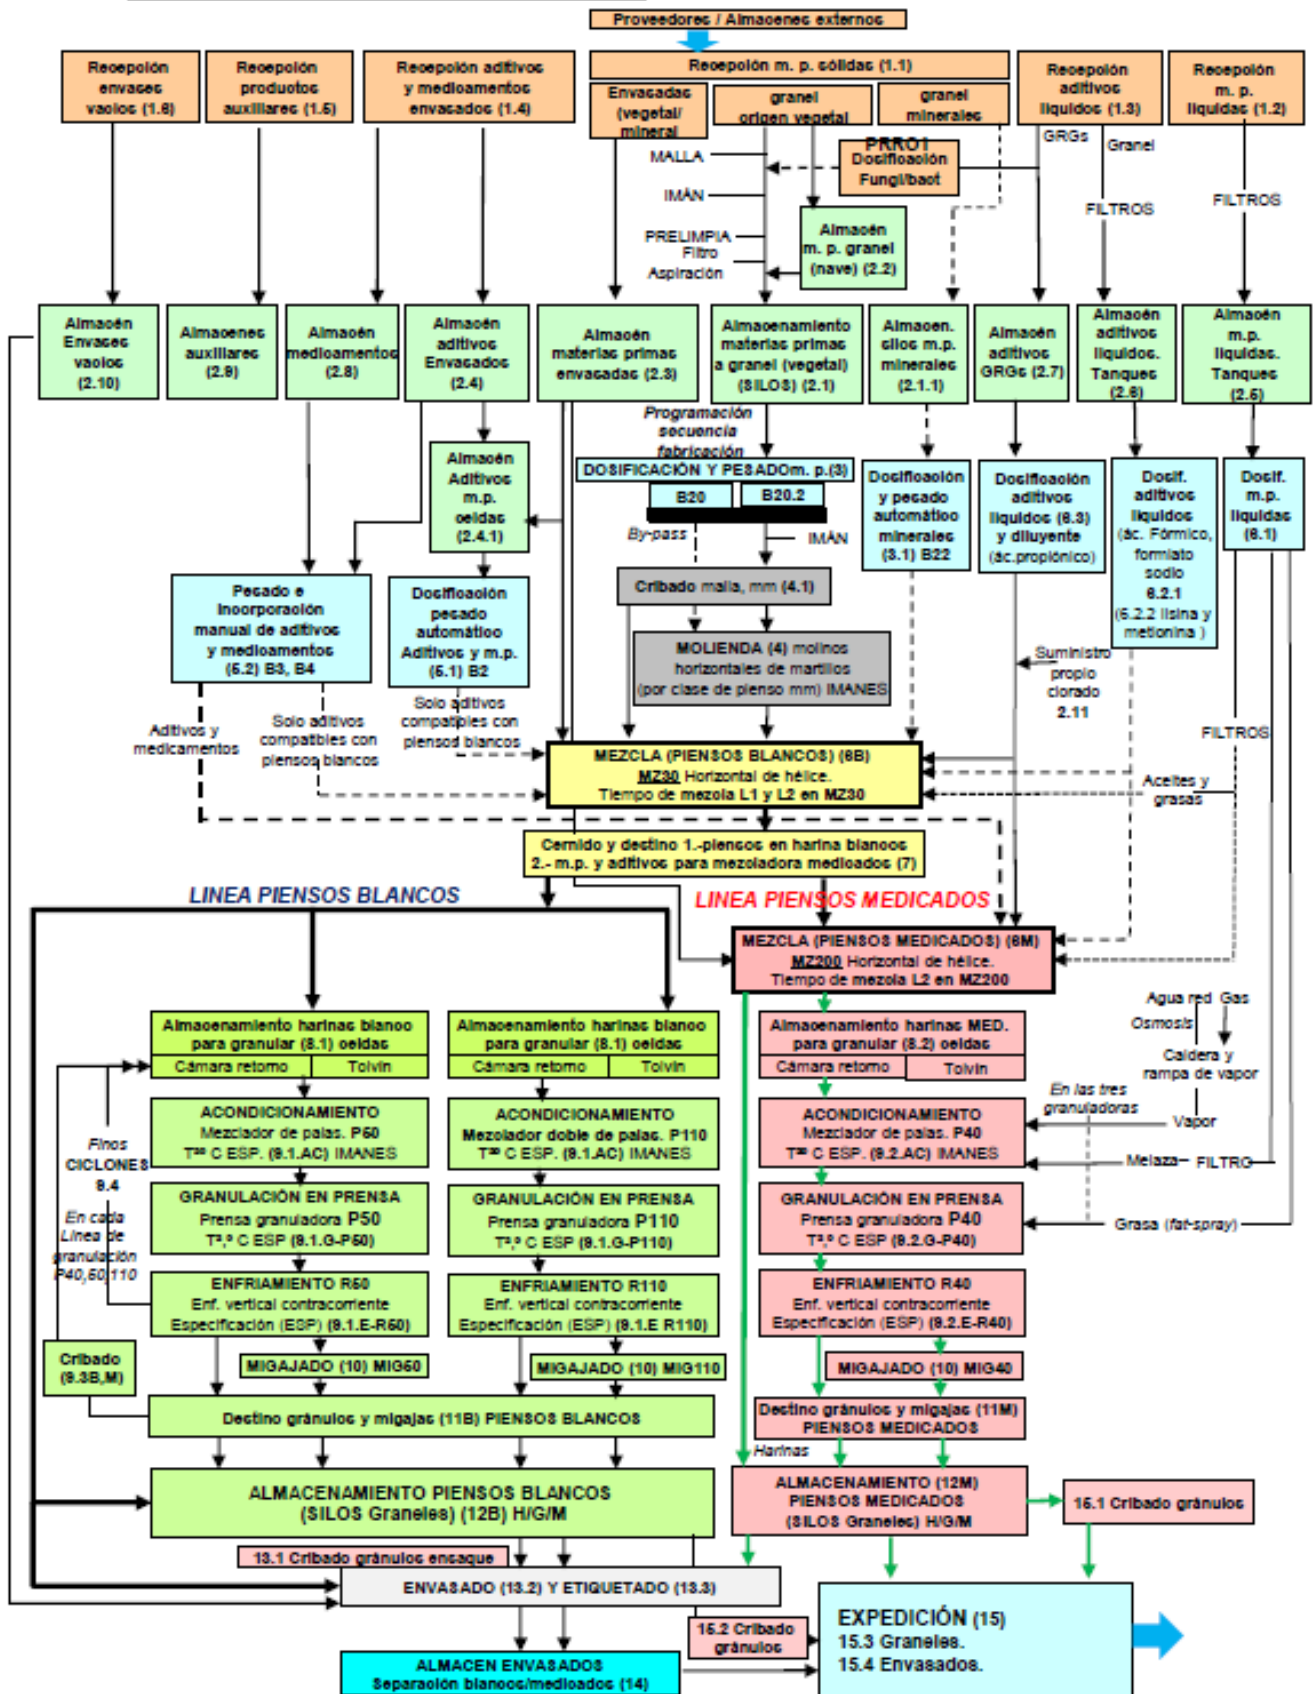 Proveedores / Almacenes externos
Recepción
envases
vacíos (1.6)
Recepción
productos
auxiliares (1.5)
Recepción aditivos
y medicamentos
envasados (1.4)
Recepción m. p. sólidas (1.1)
Envasadas
(vegetal/
mineral
granel
origen vegetal
granel
minerales
Recepción
aditivos
líquidos (1.3)
Recepción
m. p.
líquidas (1.2)
GRGs
Granel
PRRO1
Dosificación
Fungi/bact
MALLA
IMÁN
PRELIMPIA
Filtro
Aspiración
FILTROS
FILTROS
Almacén
m. p. granel
(nave) (2.2)
Almacén
Envases
vacíos
(2.10)
Almacenes
auxiliares
(2.9)
Almacén
medicamentos
(2.8)
Almacén
aditivos
Envasados
(2.4)
Almacén
materias primas
envasadas (2.3)
Almacenamiento
materias primas
a granel (vegetal)
(SILOS) (2.1)
Almacen.
silos m.p.
minerales
(2.1.1)
Almacén
aditivos
GRGs (2.7)
Almacén
aditivos
líquidos.
Tanques
(2.6)
Almacén
m.p.
líquidas.
Tanques
(2.5)
Programación
secuencia
fabricación
Almacén
Aditivos
m.p.
celdas
(2.4.1)
DOSIFICACIÓN Y PESADOm. p.(3)
B20
B20.2
By-pass
IMÁN
Dosificación
y pesado
automático
minerales
(3.1) B22
Dosificación
aditivos
líquidos (6.3)
y diluyente
(ác.propiónico)
Dosif.
aditivos
líquidos
(ác. Fórmico,
formiato
sodio
6.2.1
(6.2.2 lisina y
metionina )
Dosif.
m.p.
líquidas
(6.1)
Pesado e
incorporación
manual de aditivos
y medicamentos
(5.2) B3, B4
Dosificación
pesado
automático
Aditivos y m.p.
(5.1) B2
Cribado malla, mm (4.1)
MOLIENDA (4) molinos
horizontales de martillos
(por clase de pienso mm) IMANES
Suministro
propio
clorado
2.11
Aditivos y
medicamentos
Solo aditivos
compatibles con
piensos blancos
Solo aditivos
compatibles con
piensos blancos
FILTROS
MEZCLA (PIENSOS BLANCOS) (6B)
MZ30 Horizontal de hélice.
Tiempo de mezcla L1 y L2 en MZ30
Aceites y
grasas
Cernido y destino 1.-piensos en harina blancos
2.- m.p. y aditivos para mezcladora medicados (7)
LINEA PIENSOS BLANCOS
LINEA PIENSOS MEDICADOS
MEZCLA (PIENSOS MEDICADOS) (6M)
MZ200 Horizontal de hélice.
Tiempo de mezcla L2 en MZ200
Agua red Gas
Osmosis
Caldera y
rampa de vapor
Almacenamiento harinas blanco
para granular (8.1) celdas
Cámara retorno
Tolvín
Almacenamiento harinas blanco
para granular (8.1) celdas
Cámara retorno
Tolvín
Almacenamiento harinas MED.
para granular (8.2) celdas
Cámara retorno
Tolvín
En las tres
granuladoras
Vapor
Melaza
FILTRO
Grasa (fat-spray)
Finos
CICLONES
9.4
En cada
Línea de
granulación
P40,50,110
ACONDICIONAMIENTO
Mezclador de palas. P50
Tªº C ESP. (9.1.AC) IMANES
ACONDICIONAMIENTO
Mezclador doble de palas. P110
Tªº C ESP. (9.1.AC) IMANES
ACONDICIONAMIENTO
Mezclador de palas. P40
Tªº C ESP. (9.2.AC) IMANES
GRANULACIÓN EN PRENSA
Prensa granuladora P50
Tª,º C ESP (9.1.G-P50)
GRANULACIÓN EN PRENSA
Prensa granuladora P110
Tª,º C ESP (9.1.G-P110)
GRANULACIÓN EN PRENSA
Prensa granuladora P40
Tª,º C ESP (9.2.G-P40)
ENFRIAMIENTO R50
Enf. vertical contracorriente
Especificación (ESP) (9.1.E-R50)
ENFRIAMIENTO R110
Enf. vertical contracorriente
Especificación (ESP) (9.1.E R110)
ENFRIAMIENTO R40
Enf. vertical contracorriente
Especificación (ESP) (9.2.E-R40)
Cribado
(9.3B,M)
MIGAJADO (10) MIG50
MIGAJADO (10) MIG110
MIGAJADO (10) MIG40
Destino gránulos y migajas (11B) PIENSOS BLANCOS
Destino gránulos y migajas (11M)
PIENSOS MEDICADOS
Harinas
ALMACENAMIENTO PIENSOS BLANCOS
(SILOS Graneles) (12B) H/G/M
ALMACENAMIENTO (12M)
PIENSOS MEDICADOS
(SILOS Graneles) H/G/M
15.1 Cribado gránulos
13.1 Cribado gránulos ensaque
ENVASADO (13.2) Y ETIQUETADO (13.3)
15.2 Cribado
gránulos
EXPEDICIÓN (15)
15.3 Graneles.
15.4 Envasados.
ALMACEN ENVASADOS
Separación blancos/medicados (14)